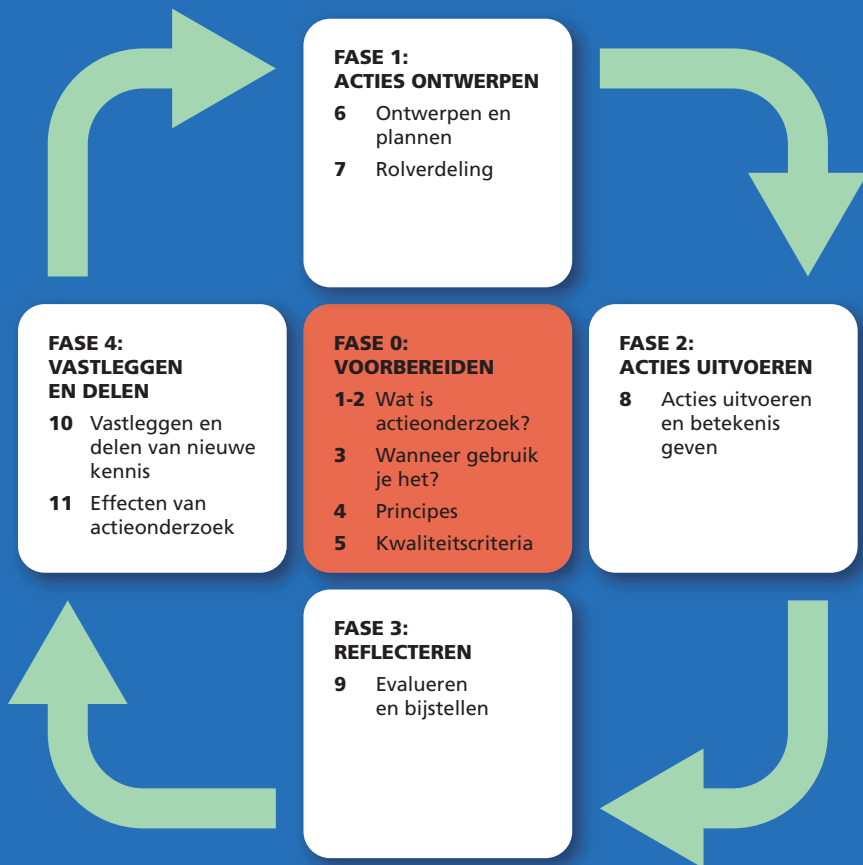 FASE 1:
ACTIES ONTWERPEN
6 Ontwerpen en
plannen
7 Rolverdeling
FASE 4:
VASTLEGGEN
EN DELEN
10 Vastleggen en
delen van nieuwe
kennis
11 Effecten van
actieonderzoek
FASE 0:
VOORBEREIDEN
1-2 Wat is
actieonderzoek?
3 Wanneer gebruik
je het?
4 Principes
5 Kwaliteitscriteria
FASE 2:
ACTIES UITVOEREN
8 Acties uitvoeren
en betekenis
geven
FASE 3:
REFLECTEREN
9 Evalueren
en bijstellen